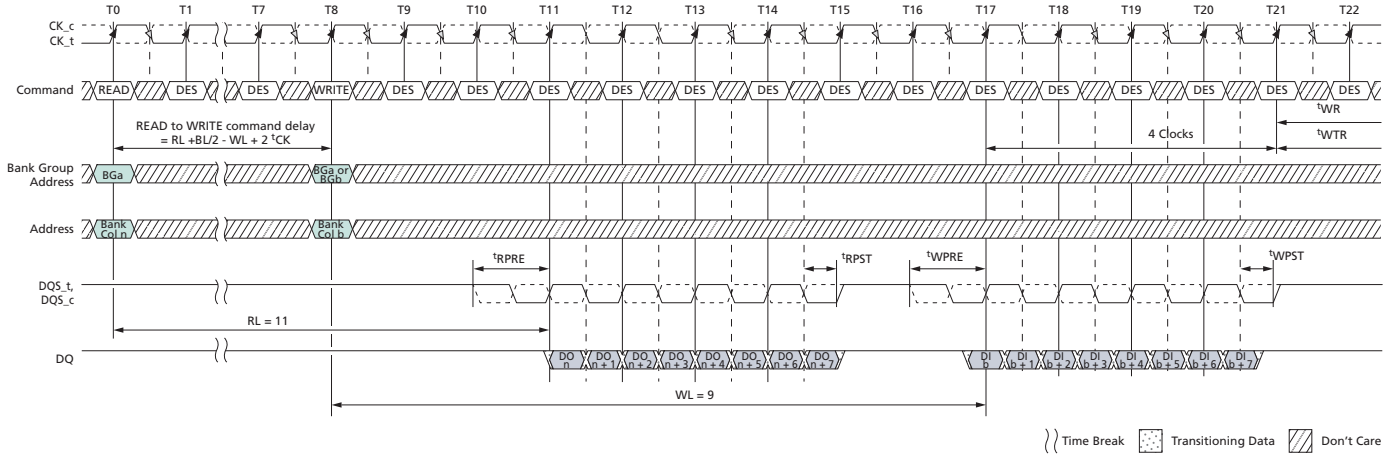 T0 T1 T7 T8 T9 T10 T11 T12 T13 T14 T15 T16 T17 T18 T19 T20 T21 T22
CK_c
CK_t
Command READ DES DES WRITE DES DES DES DES DES DES DES DES DES DES DES DES DES DES
tWR
READ to WRITE command delay
= RL +BL/2 - WL + 2 tCK
4 Clocks
tWTR
Bank Group
Address
BGa
BGa or
BGb
Address
Bank
Col n
Bank
Col b
tRPRE tRPST tWPRE tWPST
DQS_t,
DQS_c
RL = 11
DQ
DO
n
DO
n + 1
DO
n + 2
DO
n + 3
DO
n + 4
DO
n + 5
DO
n + 6
DO
n + 7
DI
b
DI
b + 1
DI
b + 2
DI
b + 3
DI
b + 4
DI
b + 5
DI
b + 6
DI
b + 7
WL = 9
Time Break Transitioning Data Don't Care